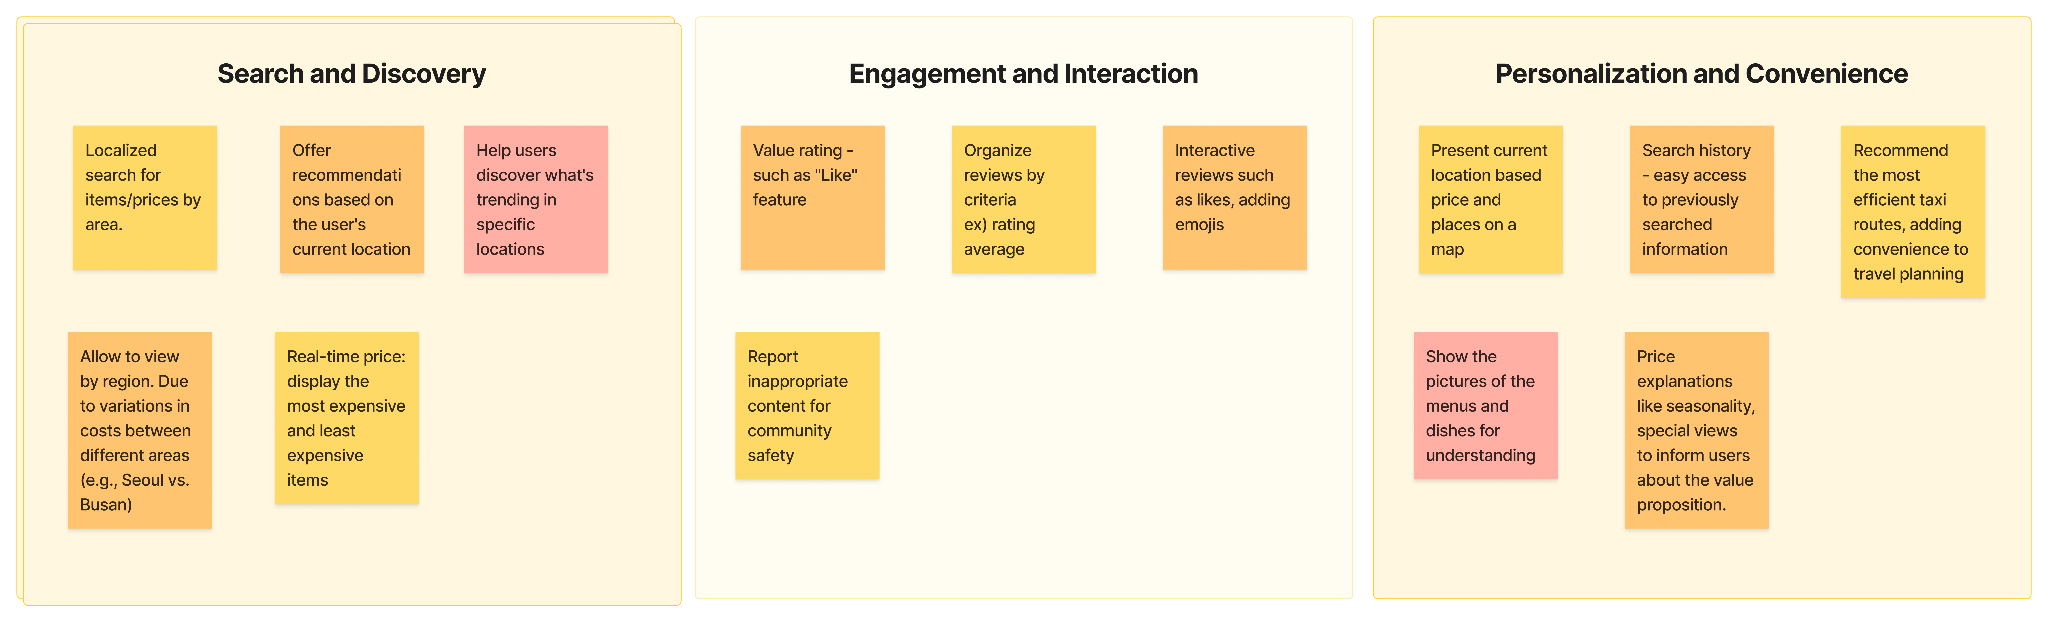 Search and Discovery
Localized
search for
items/prices by
area.
Offer
recommendati
ons based on
the user's
current location
Help users
discover what's
trending in
specific
locations
Allow to view
by region. Due
to variations in
costs between
different areas
(e.g., Seoul vs.
Busan)
Real-time price:
display the
most expensive
and least
expensive
items
Engagement and Interaction
Value rating -
such as "Like"
feature
Organize
reviews by
criteria
ex) rating
average
Interactive
reviews such
as likes, adding
emojis
Report
inappropriate
content for
community
safety
Personalization and Convenience
Present current
location based
price and
places on a
map
Search history
- easy access
to previously
searched
information
Recommend
the most
efficient taxi
routes, adding
convenience to
travel planning
Show the
pictures of the
menus and
dishes for
understanding
Price
explanations
like seasonality,
special views
to inform users
about the value
proposition.